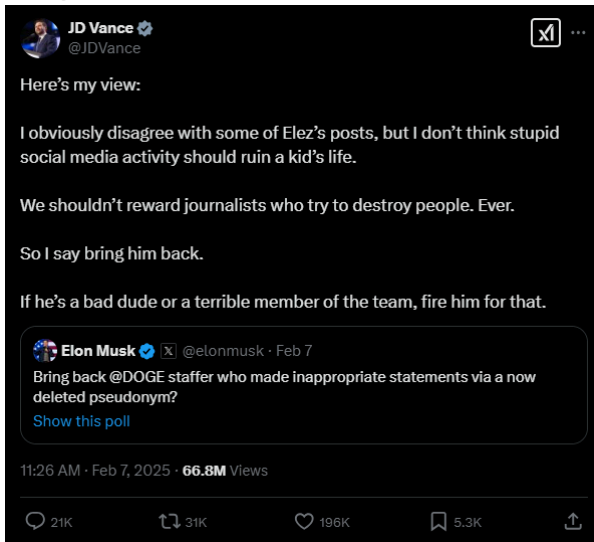 JD Vance
@JDVance
Here’s my view:
I obviously disagree with some of Elez’s posts, but I don’t think stupid
social media activity should ruin a kid’s life.
We shouldn’t reward journalists who try to destroy people. Ever.
So I say bring him back.
If he’s a bad dude or a terrible member of the team, fire him for that.
Elon Musk X @elonmusk · Feb 7
Bring back @DOGE staffer who made inappropriate statements via a now
deleted pseudonym?
Show this poll
11:26 AM · Feb 7, 2025 · 66.8M Views
21K 31K 196K 5.3K